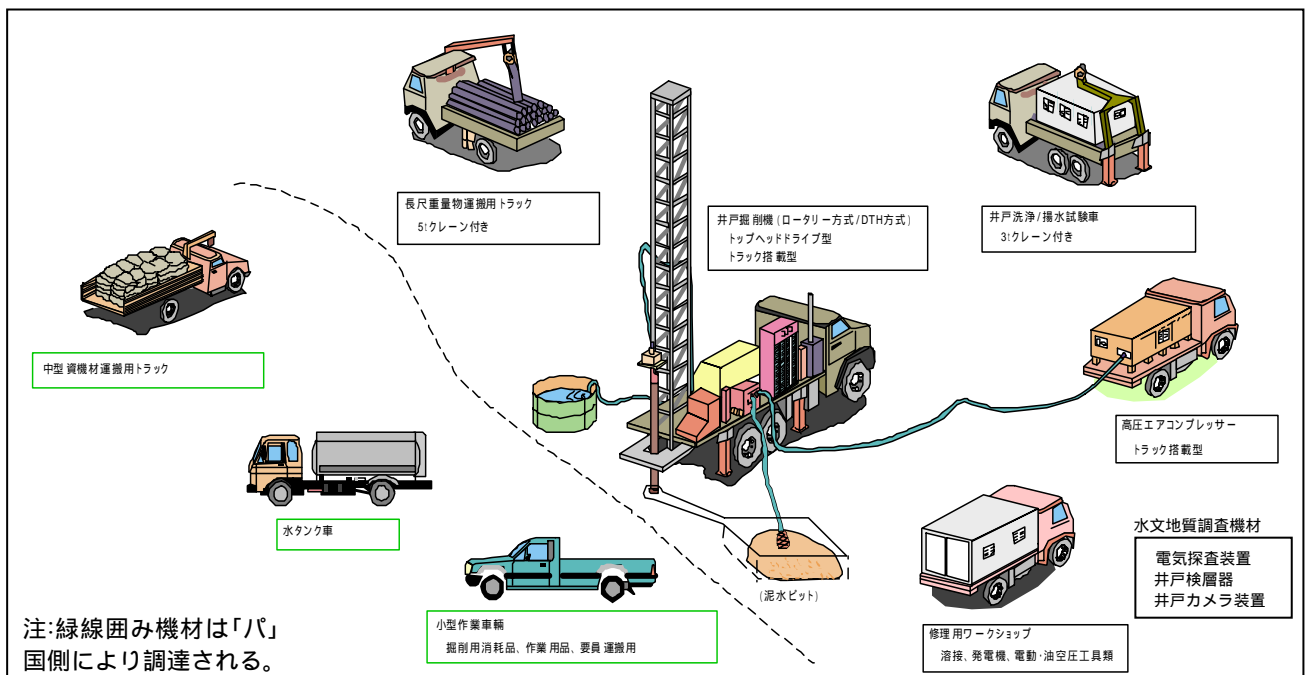 長尺重量物運搬用トラック
5tクレーン付き
井戸掘削機(ロータリー方式/DTH方式)
トップヘッドドライブ型
トラック搭載型
井戸洗浄/揚水試験車
3tクレーン付き
中型資機材運搬用トラック
高圧エアコンプレッサー
トラック搭載型
水タンク車
(泥水ピット)
小型作業車輌
掘削用消耗品、作業用品、要員運搬用
修理用ワークショップ
溶接、発電機、電動・油空圧工具類
水文地質調査機材
電気探査装置
井戸検層器
井戸カメラ装置
注:緑線囲み機材は「パ」
国側により調達される。